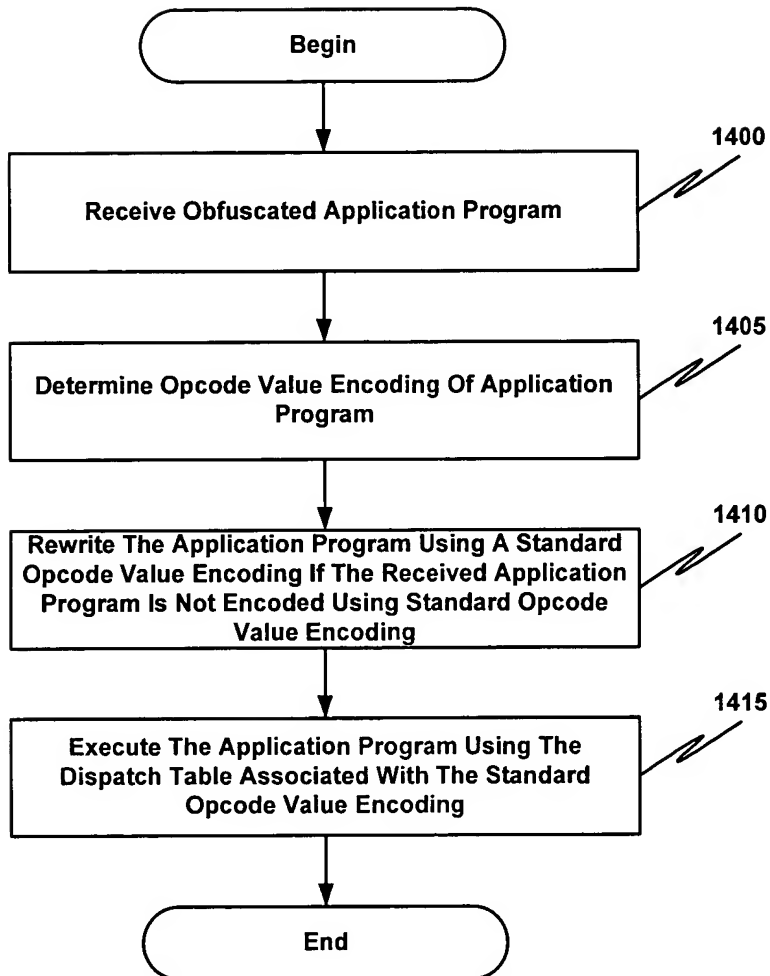 Begin
1400
Receive Obfuscated Application Program
1405
Determine Opcode Value Encoding Of Application
Program
1410
Rewrite The Application Program Using A Standard
Opcode Value Encoding If The Received Application
Program Is Not Encoded Using Standard Opcode
Value Encoding
1415
Execute The Application Program Using The
Dispatch Table Associated With The Standard
Opcode Value Encoding
End